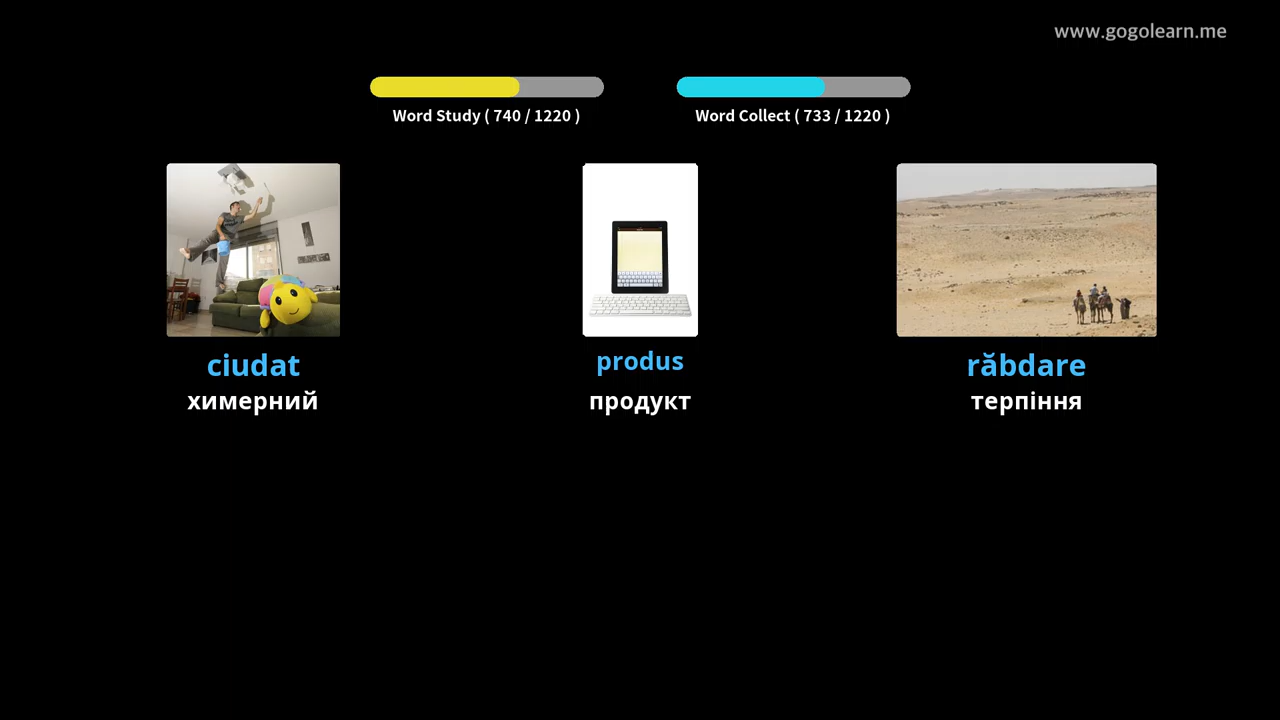 www.gogolearn.me
Word Study ( 740 / 1220 )
Word Collect ( 733 / 1220 )
ciudat
химерний
produs
продукт
răbdare
терпіння